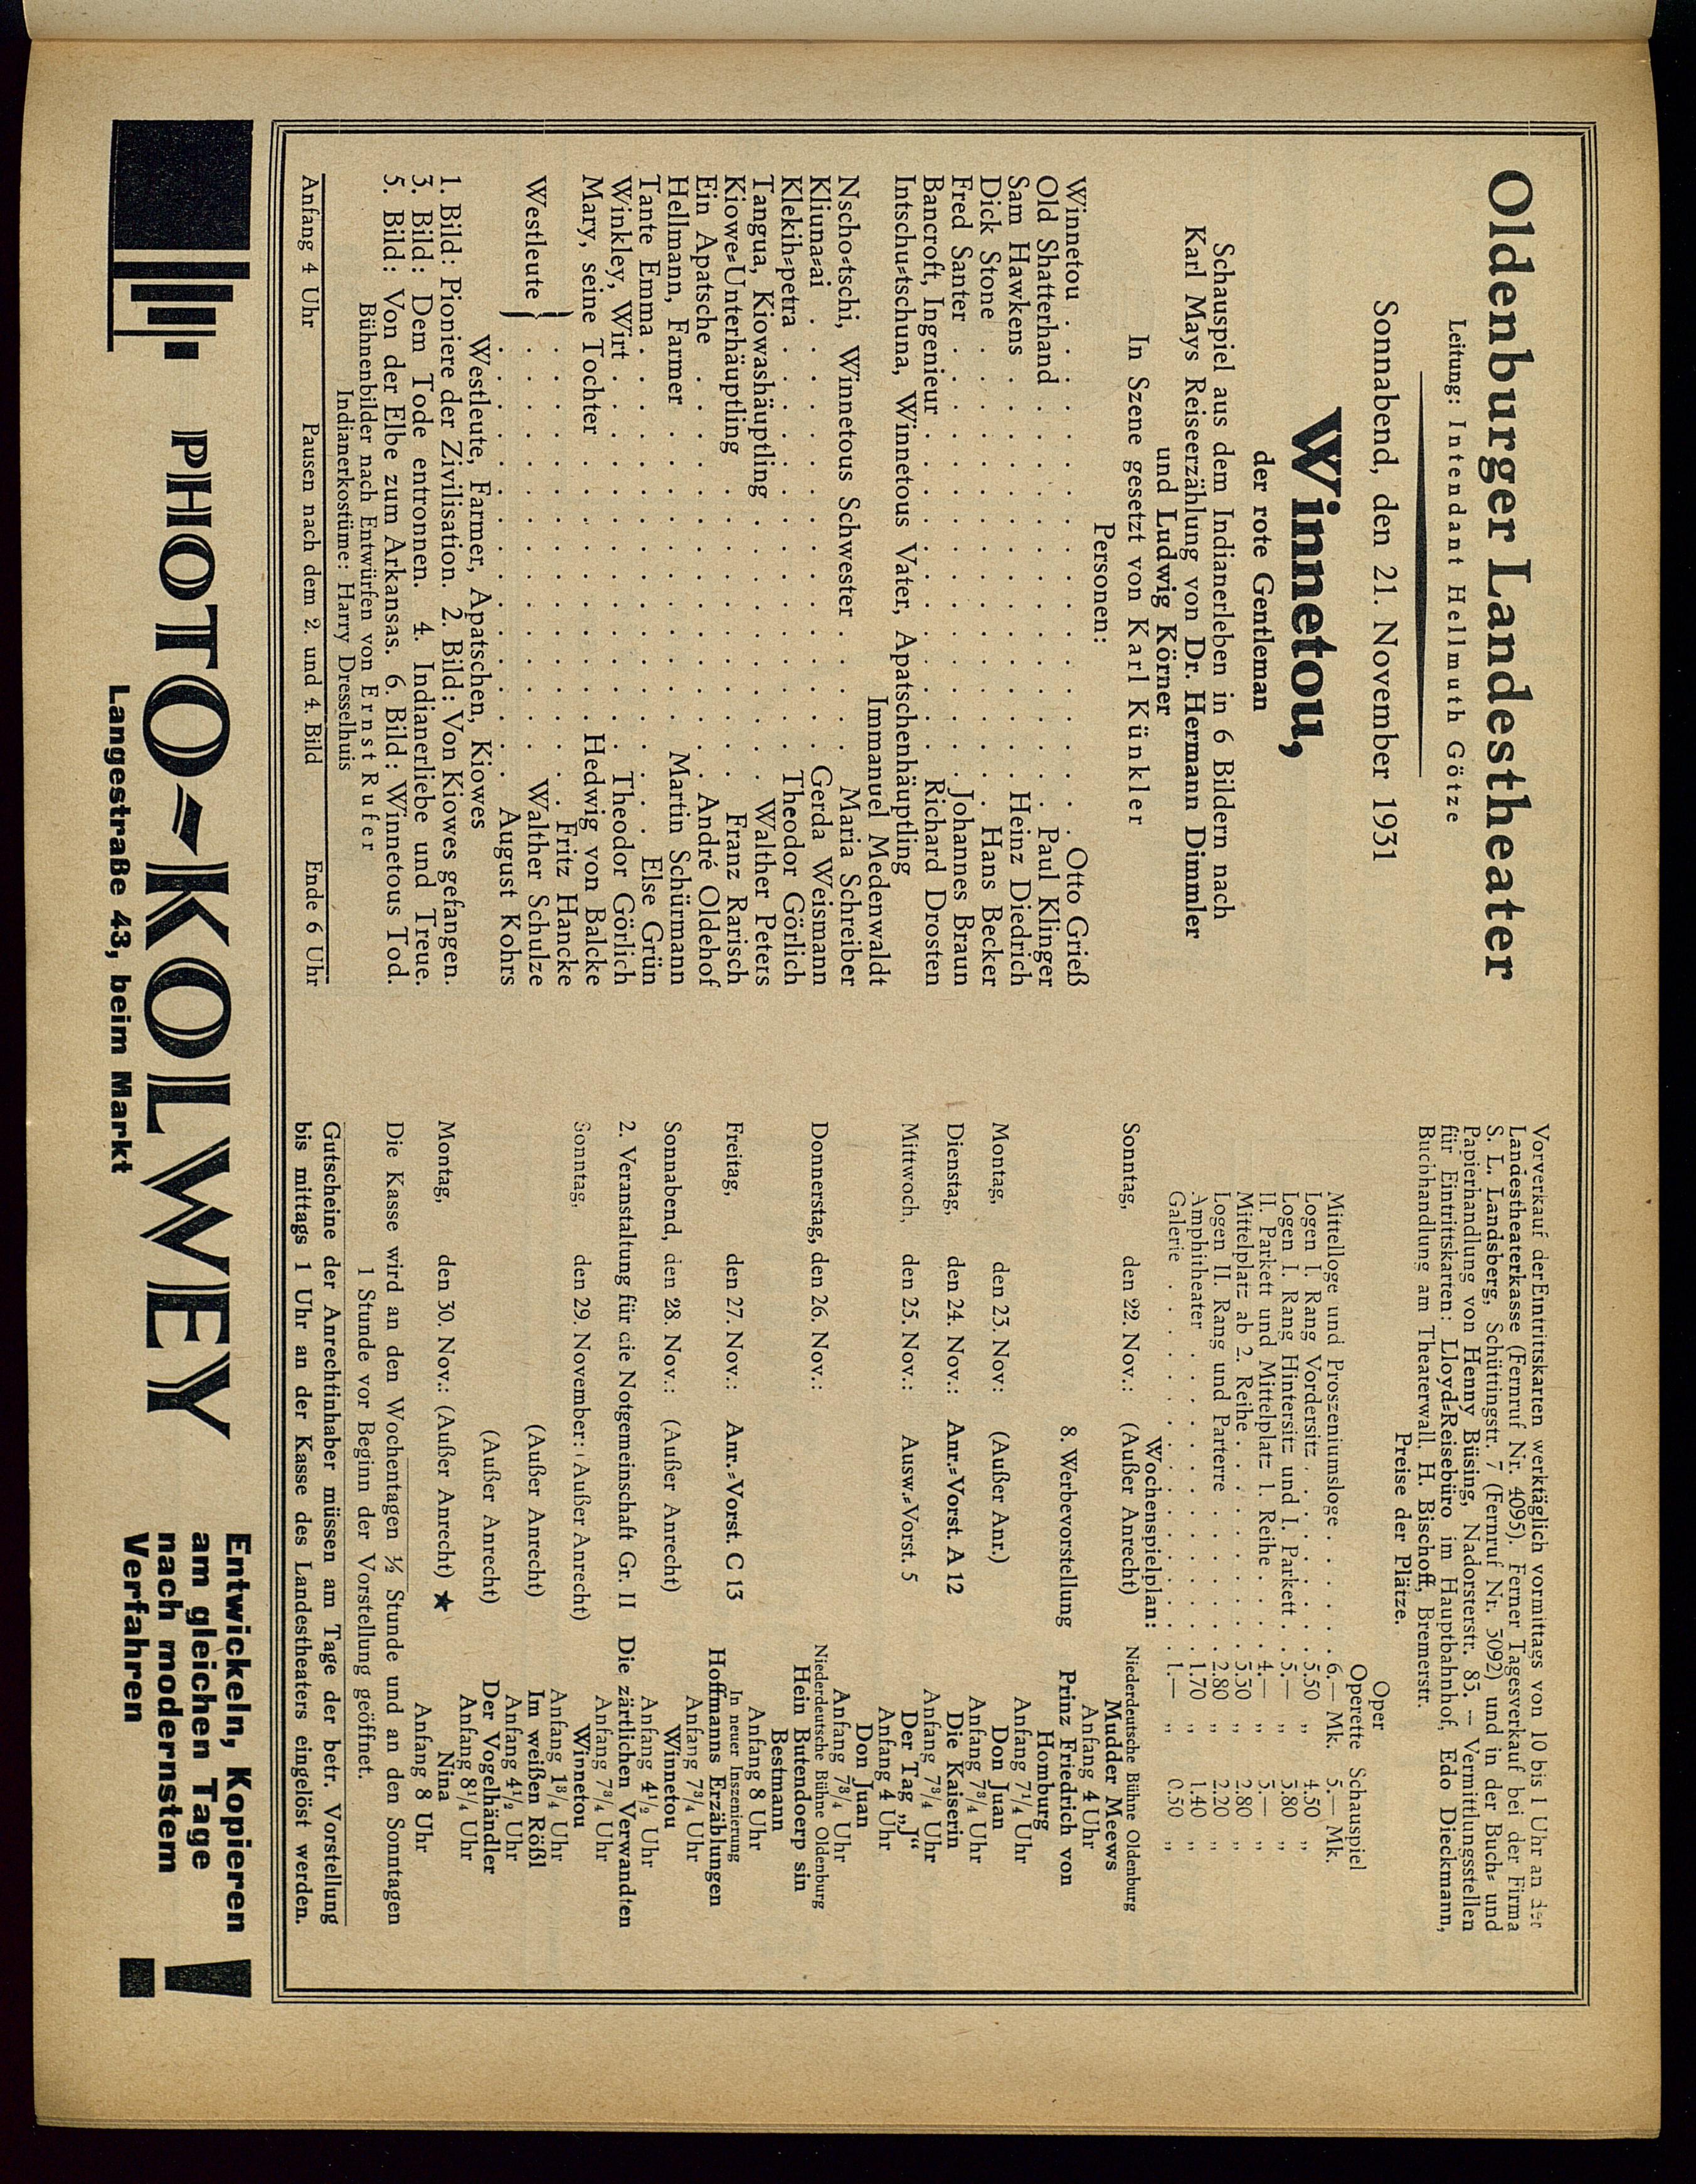 Oldenburger Landestheater
Leitung: Intendant Hellmuth Götze
Sonnabend, den 21. November 1931
Winnetou,
der rote Gentleman
Schauspiel aus dem Indianerleben in 6 Bildern nach
Karl Mays Reiseerzählung von Dr. Hermann Dimmler
und Ludwig Körner
In Szene gesetzt von Karl Künkler
Personen:
Winnetou . . . . . . . . . . Otto Grieß
Old Shatterhand . . . . . . . . . . Paul Klinger
Sam Hawkens . . . . . . . . . . Heinz Diedrich
Dick Stone . . . . . . . . . . Hans Becker
Fred Santer . . . . . . . . . . Johannes Braun
Bancroft, Ingenieur . . . . . . . . . . Richard Drosten
Intschu-tschuna, Winnetous Vater, Apatschenhäuptling
Immanuel Medenwaldt
Nscho-tschi, Winnetous Schwester . . . . . Maria Schreiber
Kliuna-ai . . . . . . . . . . Gerda Weismann
Klekih-petra . . . . . . . . . . Theodor Görlich
Tangua, Kiowashäuptling . . . . . . . . Walther Peters
Kiowe-Unterhäuptling . . . . . . . . Franz Rarisch
Ein Apatsche . . . . . . . . . . André Oldehof
Hellmann, Farmer . . . . . . . . Martin Schürmann
Tante Emma . . . . . . . . . . Else Grün
Winkley, Wirt . . . . . . . . . . Theodor Görlich
Mary, seine Tochter . . . . . . . . Hedwig von Balcke
. . . . . . . . . . Fritz Hancke
Westleute } . . . . . . . . . . Walther Schulze
. . . . . . . . . . August Kohrs
Westleute, Farmer, Apatschen, Kiowes
1. Bild: Pioniere der Zivilisation. 2. Bild: Von Kiowes gefangen.
3. Bild: Dem Tode entronnen. 4. Indianerliebe und Treue.
5. Bild: Von der Elbe zum Arkansas. 6. Bild: Winnetous Tod.
Bühnenbilder nach Entwürfen von Ernst Rufer
Indianerkostüme: Harry Dresselhuis
Anfang 4 Uhr Pausen nach dem 2. und 4. Bild Ende 6 Uhr
Vorverkauf der Eintrittskarten werktäglich vormittags von 10 bis 1 Uhr an der
Landestheaterkasse (Fernruf Nr. 4095). Ferner Tagesverkauf bei der Firma
S. L. Landsberg, Schüttingstr. 7 (Fernruf Nr. 5092) und in der Buch- und
Papierhandlung von Henny Büsing, Nadorsterstr. 85. — Vermittlungsstellen
für Eintrittskarten: Lloyd-Reisebüro im Hauptbahnhof, Edo Dieckmann,
Buchhandlung am Theaterwall, H. Bischoff, Bremerstr.
Preise der Plätze.
Oper
Operette Schauspiel
Mittelloge und Proszeniumsloge . . . . . 6.— Mk. 5.— Mk.
Logen I. Rang Vordersitz . . . . . . 5.50 „ 4.50 „
Logen I. Rang Hintersitz und I. Parkett . . 5.— „ 3.80 „
II. Parkett und Mittelplatz 1. Reihe . . . . 4.— „ 3.— „
Mittelplatz ab 2. Reihe . . . . . . . 3.50 „ 2.80 „
Logen II. Rang und Parterre . . . . . . 2.80 „ 2.20 „
Amphitheater . . . . . . . . . . 1.70 „ 1.40 „
Galerie . . . . . . . . . . 1.— „ 0.50 „
Wochenspielplan:
Sonntag, den 22. Nov.: (Außer Anrecht) Niederdeutsche Bühne Oldenburg
Mudder Meews
Anfang 4 Uhr
8. Werbevorstellung Prinz Friedrich von
Homburg
Anfang 7¼ Uhr
Montag, den 23. Nov: (Außer Anr.) Don Juan
Anfang 7¾ Uhr
Dienstag, den 24. Nov.: Anr.-Vorst. A 12 Die Kaiserin
Anfang 7¾ Uhr
Mittwoch, den 25. Nov.: Ausw.-Vorst. 5 Der Tag „J“
Anfang 4 Uhr
Don Juan
Anfang 7¾ Uhr
Donnerstag, den 26. Nov.: Niederdeutsche Bühne Oldenburg
Hein Butendoerp sin
Bestmann
Anfang 8 Uhr
Freitag, den 27. Nov.: Anr.-Vorst. C 13 In neuer Inszenierung
Hoffmanns Erzählungen
Anfang 7¾ Uhr
Sonnabend, den 28. Nov.: (Außer Anrecht) Winnetou
Anfang 4½ Uhr
2. Veranstaltung für die Notgemeinschaft Gr. II Die zärtlichen Verwandten
Anfang 7¾ Uhr
Sonntag, den 29. November: (Außer Anrecht) Winnetou
Anfang 1¾ Uhr
(Außer Anrecht) Im weißen Rößl
Anfang 4½ Uhr
(Außer Anrecht) Der Vogelhändler
Anfang 8¼ Uhr
Montag, den 30. Nov.: (Außer Anrecht) ★ Nina
Anfang 8 Uhr
Die Kasse wird an den Wochentagen ½ Stunde und an den Sonntagen
1 Stunde vor Beginn der Vorstellung geöffnet.
Gutscheine der Anrechtinhaber müssen am Tage der betr. Vorstellung
bis mittags 1 Uhr an der Kasse des Landestheaters eingelöst werden.
PHOTO-KOLWEY
Langestraße 43, beim Markt
Entwickeln, Kopieren
am gleichen Tage
nach modernstem
Verfahren !